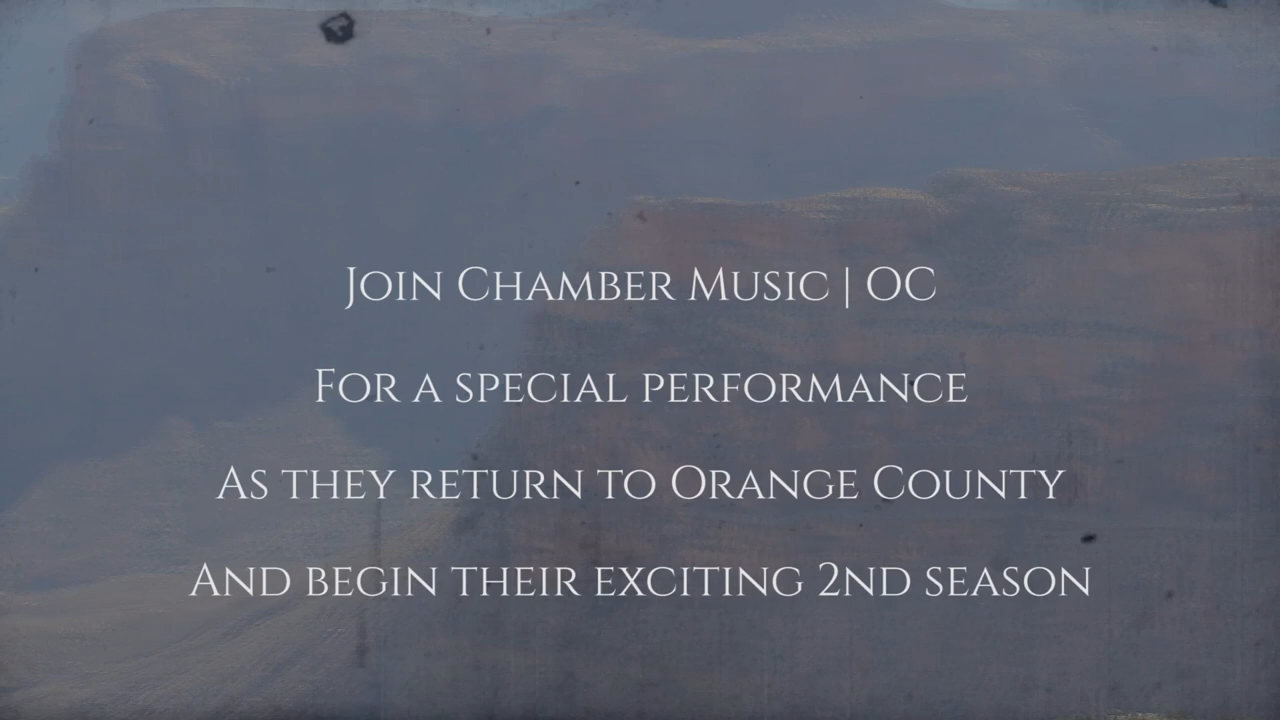 Join Chamber Music | OC
For a special performance
As they return to Orange County
And begin their exciting 2nd season